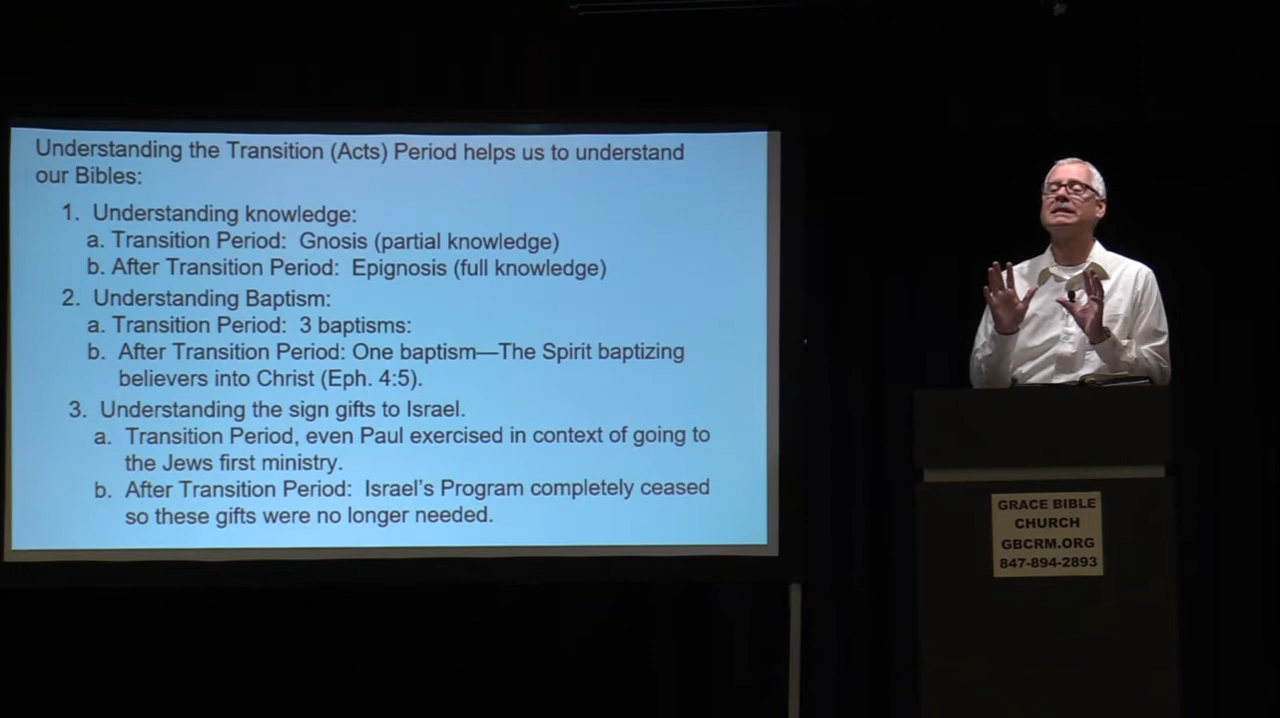 Understanding the Transition (Acts) Period helps us to understand
our Bibles:
1. Understanding knowledge:
a. Transition Period: Gnosis (partial knowledge)
b. After Transition Period: Epignosis (full knowledge)
2. Understanding Baptism:
a. Transition Period: 3 baptisms:
b. After Transition Period: One baptism—The Spirit baptizing
believers into Christ (Eph. 4:5).
3. Understanding the sign gifts to Israel.
a. Transition Period, even Paul exercised in context of going to
the Jews first ministry.
b. After Transition Period: Israel's Program completely ceased
so these gifts were no longer needed.
GRACE BIBLE
CHURCH
GBCRM.ORG
847-894-2893